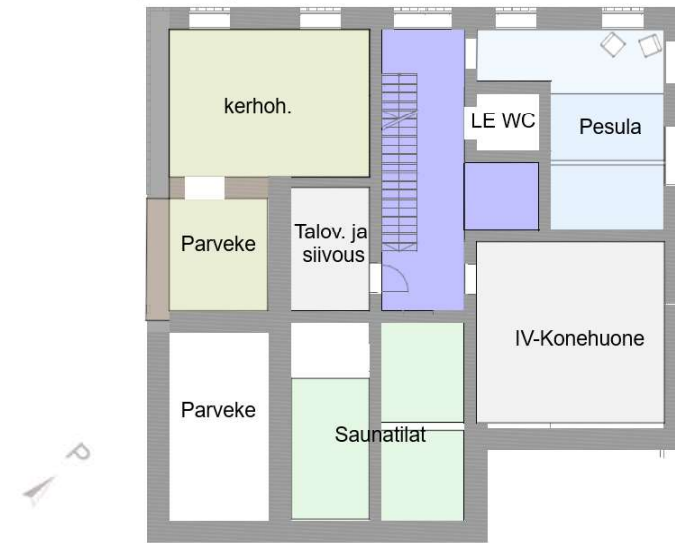 kerhoh.
LE WC
Pesula
Parveke
Talov. ja
siivous
IV-Konehuone
Parveke
Saunatilat
P